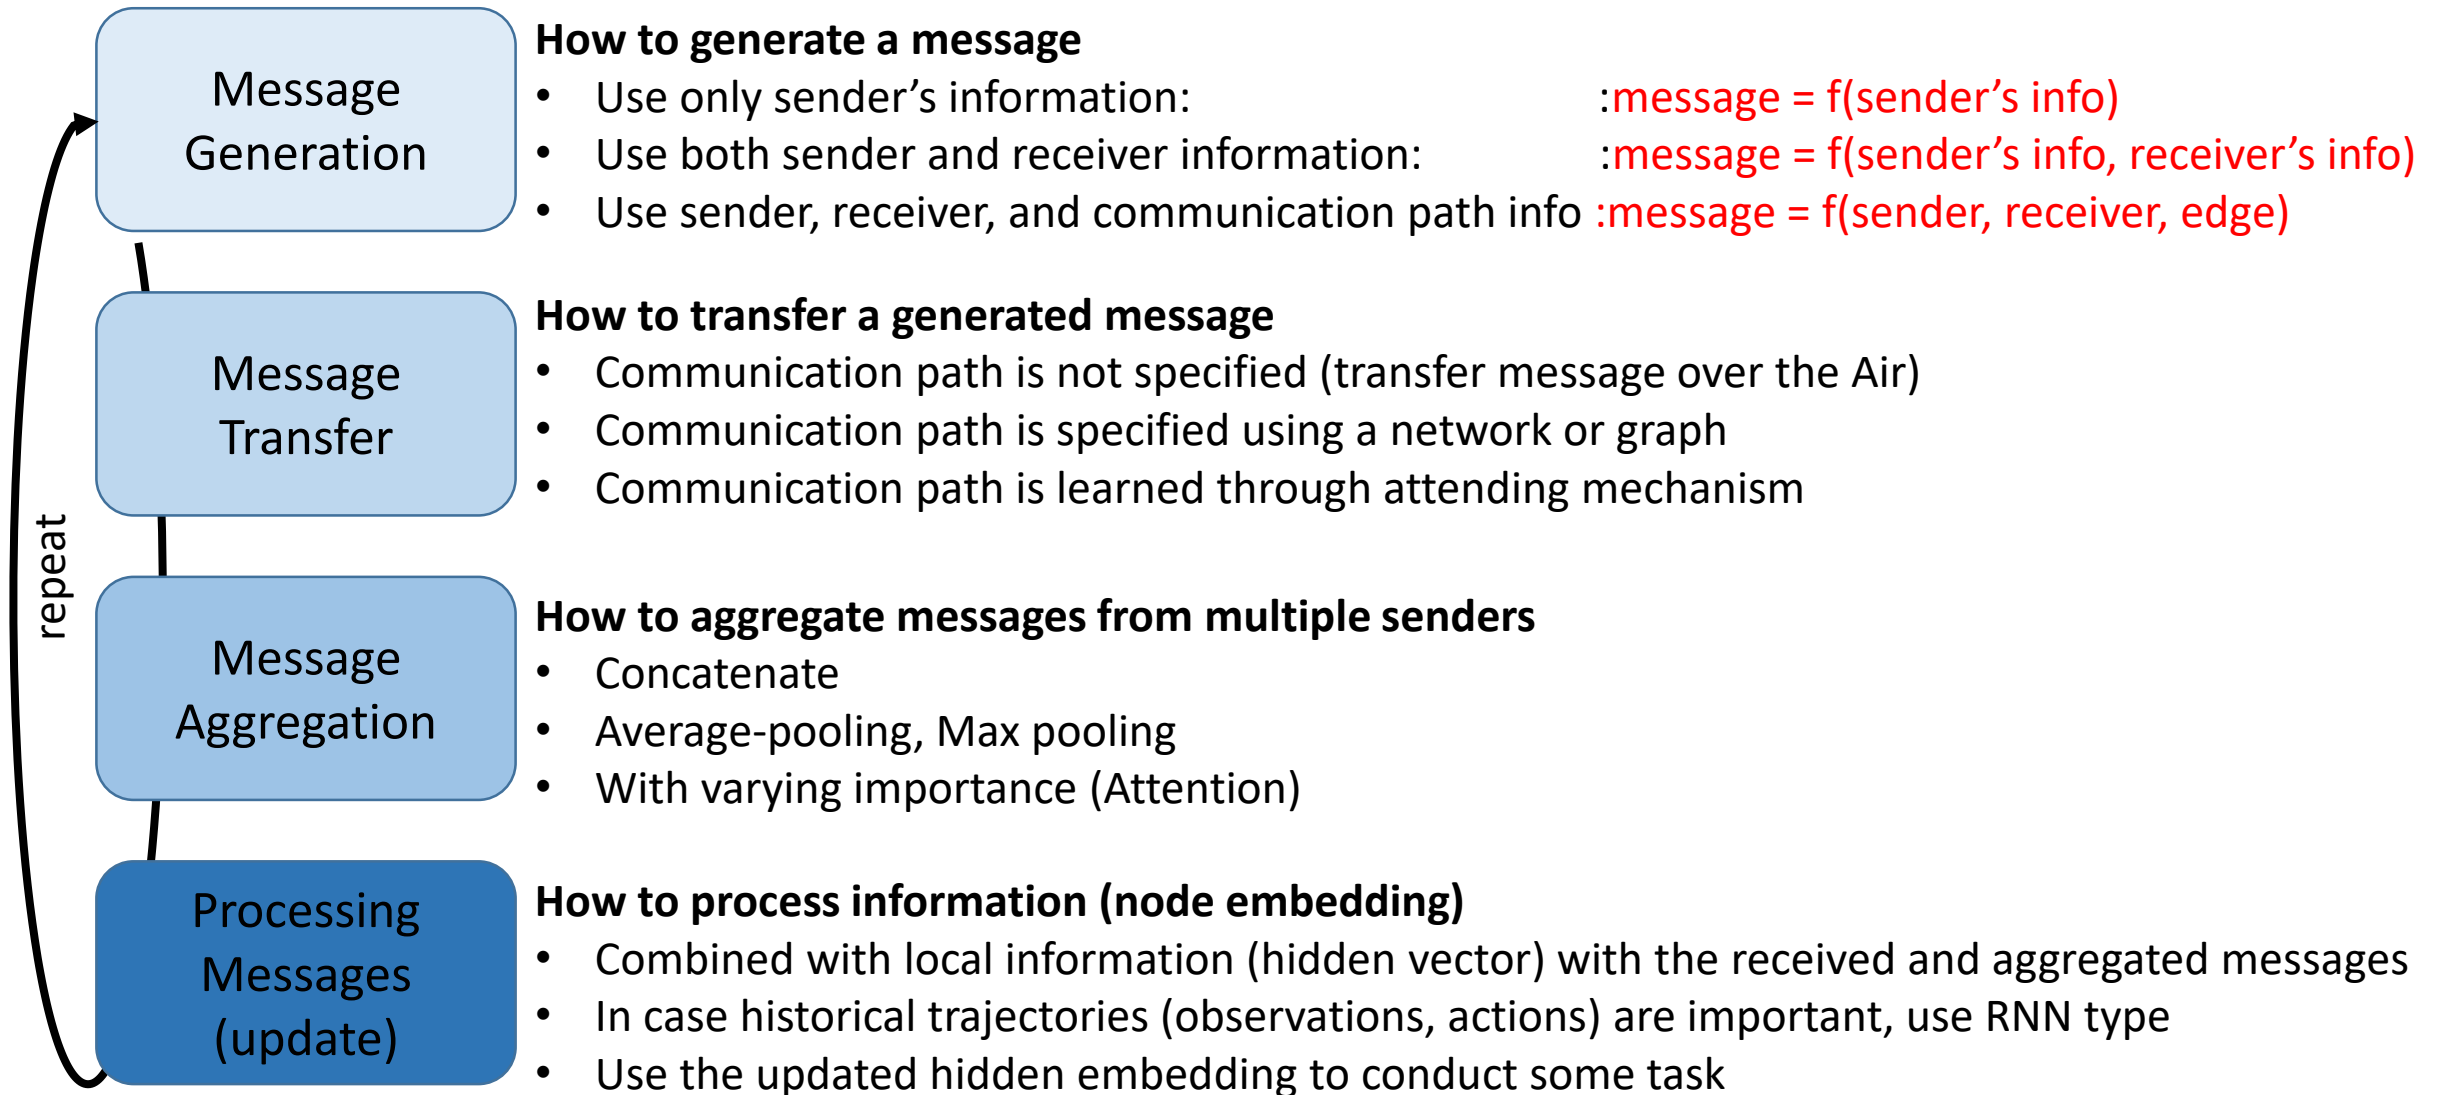 Message
Generation
How to generate a message
• Use only sender’s information: :message = f(sender’s info)
• Use both sender and receiver information: :message = f(sender’s info, receiver’s info)
• Use sender, receiver, and communication path info :message = f(sender, receiver, edge)
Message
Transfer
How to transfer a generated message
• Communication path is not specified (transfer message over the Air)
• Communication path is specified using a network or graph
• Communication path is learned through attending mechanism
repeat
Message
Aggregation
How to aggregate messages from multiple senders
• Concatenate
• Average-pooling, Max pooling
• With varying importance (Attention)
Processing
Messages
(update)
How to process information (node embedding)
• Combined with local information (hidden vector) with the received and aggregated messages
• In case historical trajectories (observations, actions) are important, use RNN type
• Use the updated hidden embedding to conduct some task